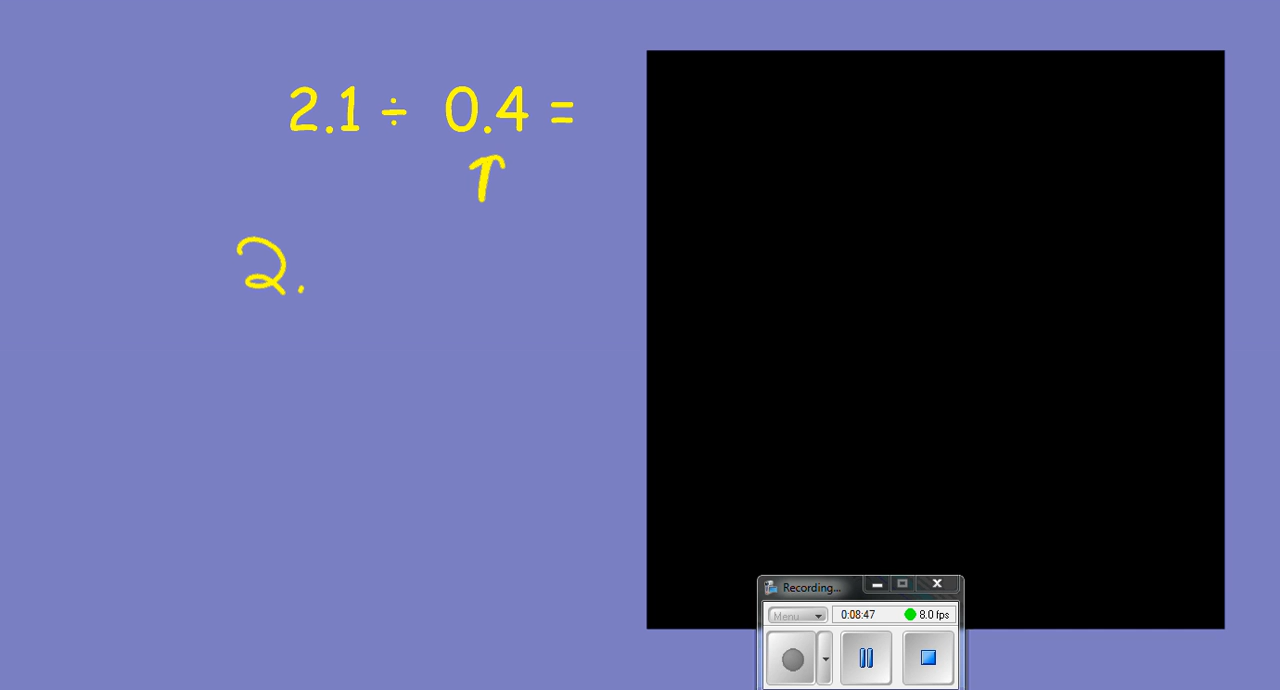 2.1 ÷ 0.4 =
2.
Recording...
Menu
0:08:47
8.0 fps